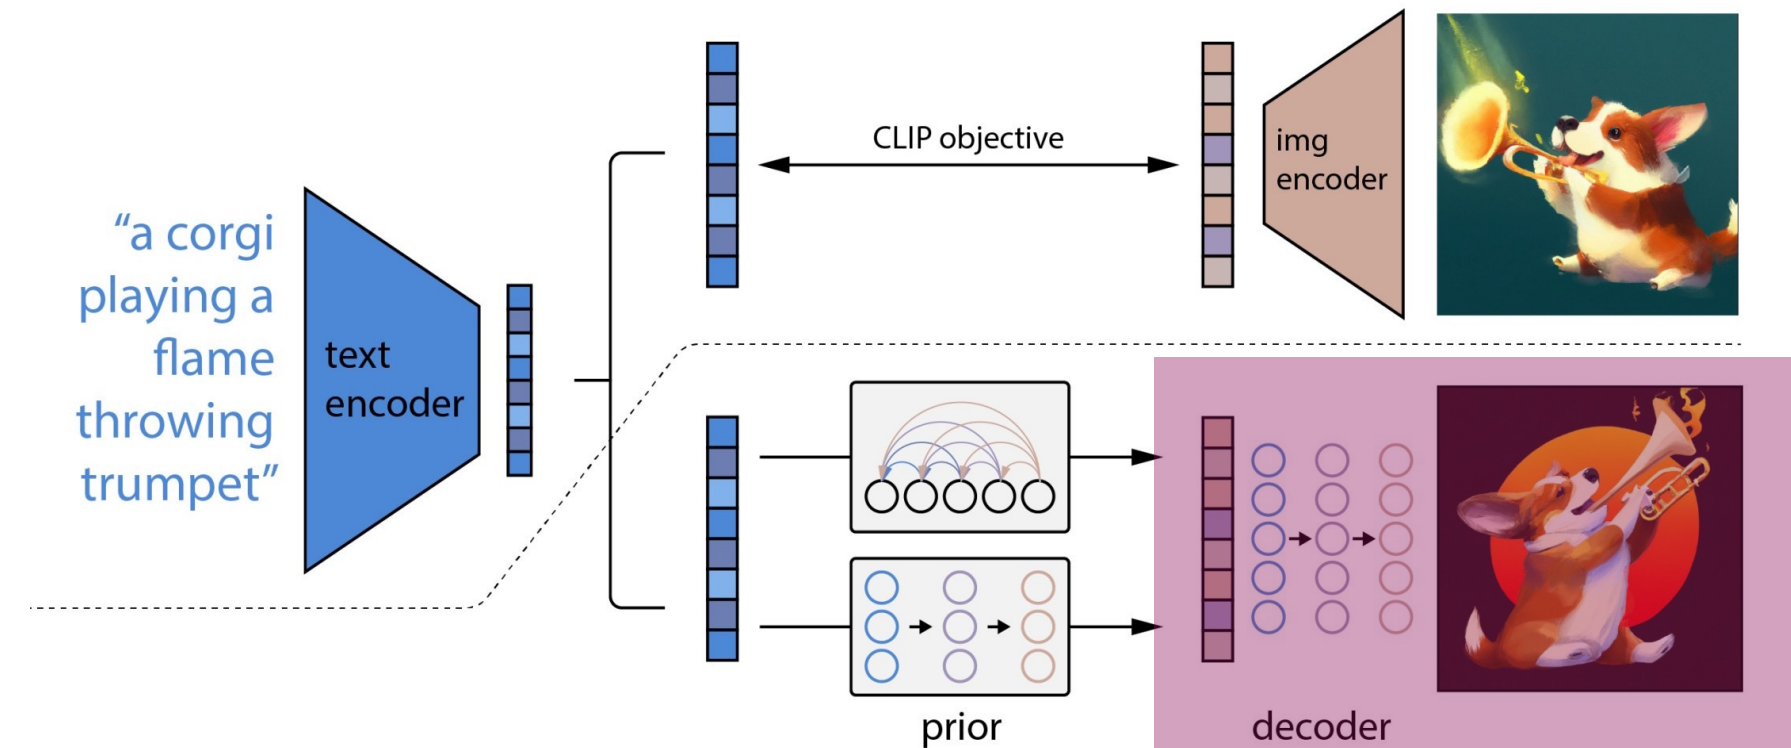 “a corgi
playing a
flame
throwing
trumpet”
text
encoder
CLIP objective
img
encoder
prior
decoder